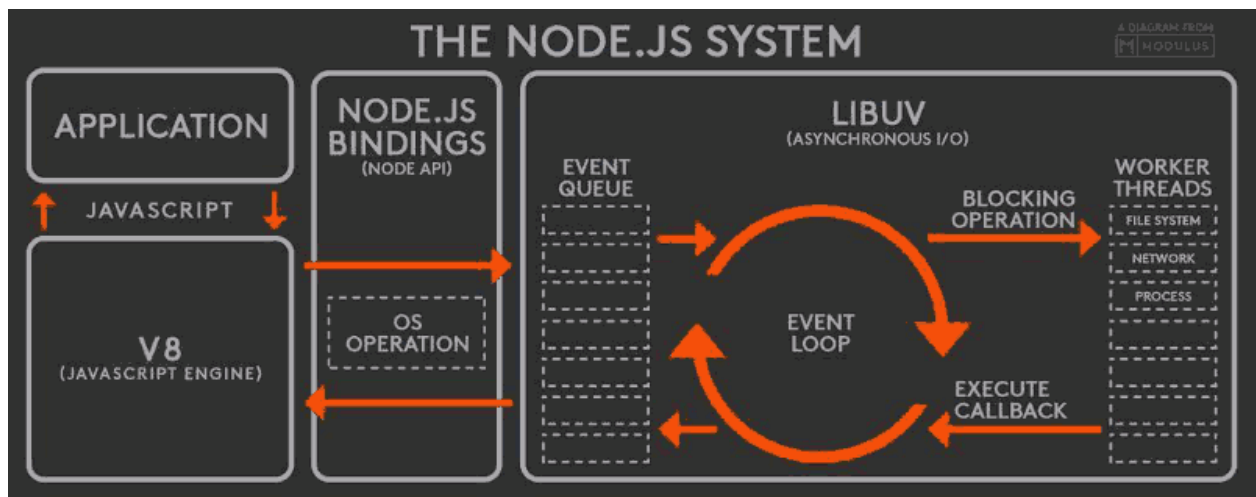 THE NODE.JS SYSTEM
A DIAGRAM FROM
MODULUS
APPLICATION
JAVASCRIPT
V8
(JAVASCRIPT ENGINE)
NODE.JS
BINDINGS
(NODE API)
OS
OPERATION
LIBUV
(ASYNCHRONOUS I/O)
EVENT
QUEUE
EVENT
LOOP
BLOCKING
OPERATION
EXECUTE
CALLBACK
WORKER
THREADS
FILE SYSTEM
NETWORK
PROCESS